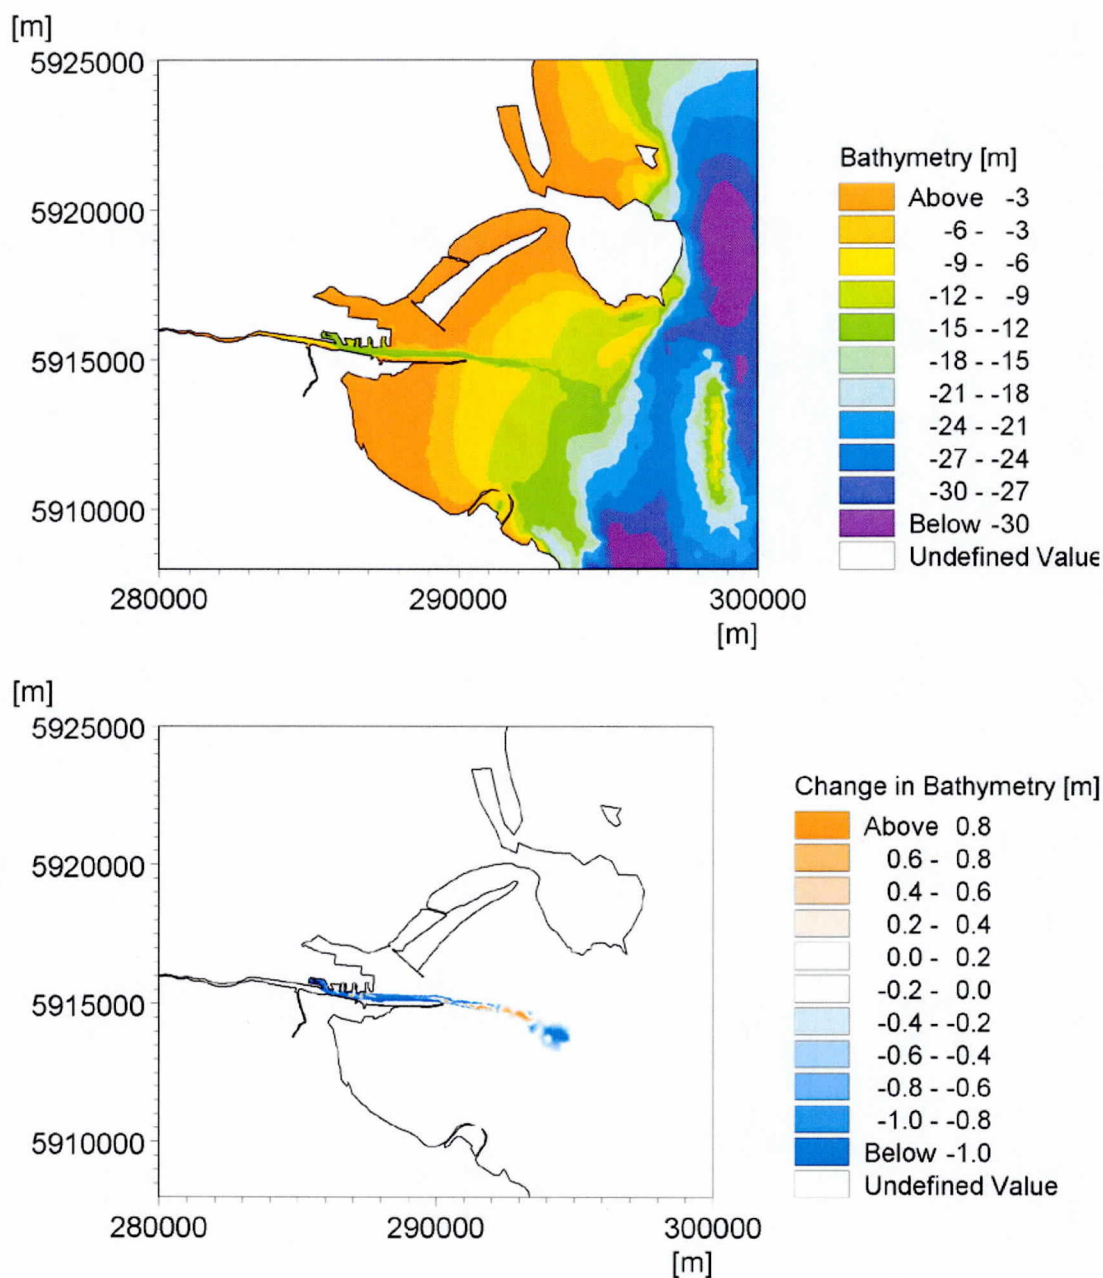 [m]
5925000
5920000
5915000
5910000
280000 290000 300000
[m]
Bathymetry [m]
Above -3
-6 - -3
-9 - -6
-12 - -9
-15 - -12
-18 - -15
-21 - -18
-24 - -21
-27 - -24
-30 - -27
Below -30
Undefined Value
[m]
5925000
5920000
5915000
5910000
280000 290000 300000
[m]
Change in Bathymetry [m]
Above 0.8
0.6 - 0.8
0.4 - 0.6
0.2 - 0.4
0.0 - 0.2
-0.2 - 0.0
-0.4 - -0.2
-0.6 - -0.4
-0.8 - -0.6
-1.0 - -0.8
Below -1.0
Undefined Value